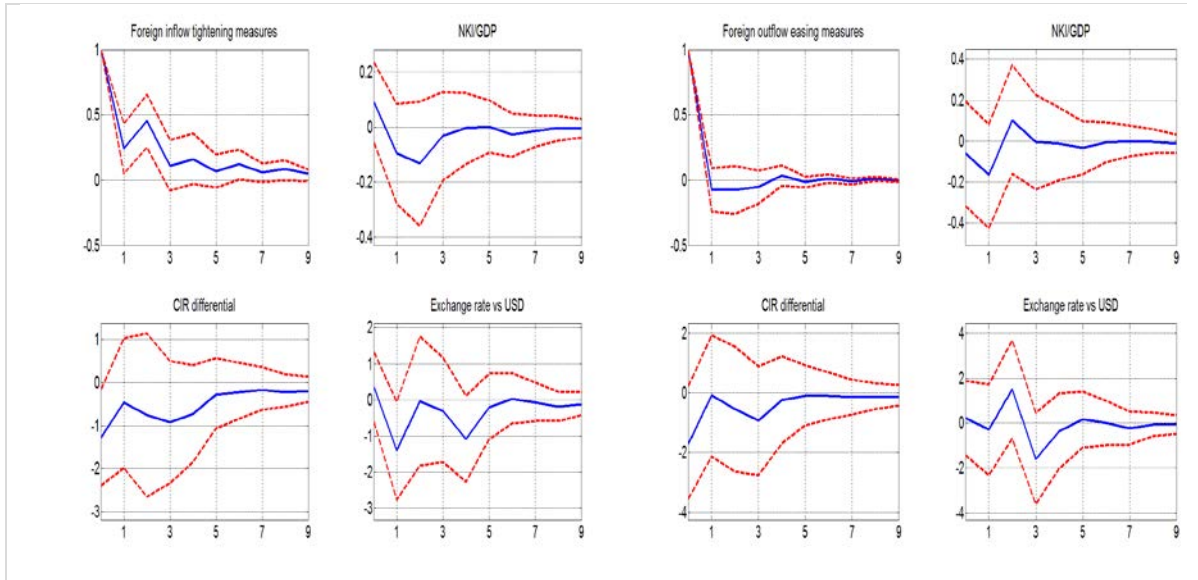 Foreign inflow tightening measures
1
0.5
0
-0.5
1 3 5 7 9
NKI/GDP
0.2
0
-0.2
-0.4
1 3 5 7 9
Foreign outflow easing measures
1
0.5
0
-0.5
1 3 5 7 9
NKI/GDP
0.4
0.2
0
-0.2
-0.4
1 3 5 7 9
CIR differential
1
0
-1
-2
-3
1 3 5 7 9
Exchange rate vs USD
2
1
0
-1
-2
-3
1 3 5 7 9
CIR differential
2
0
-2
-4
1 3 5 7 9
Exchange rate vs USD
4
2
0
-2
-4
1 3 5 7 9